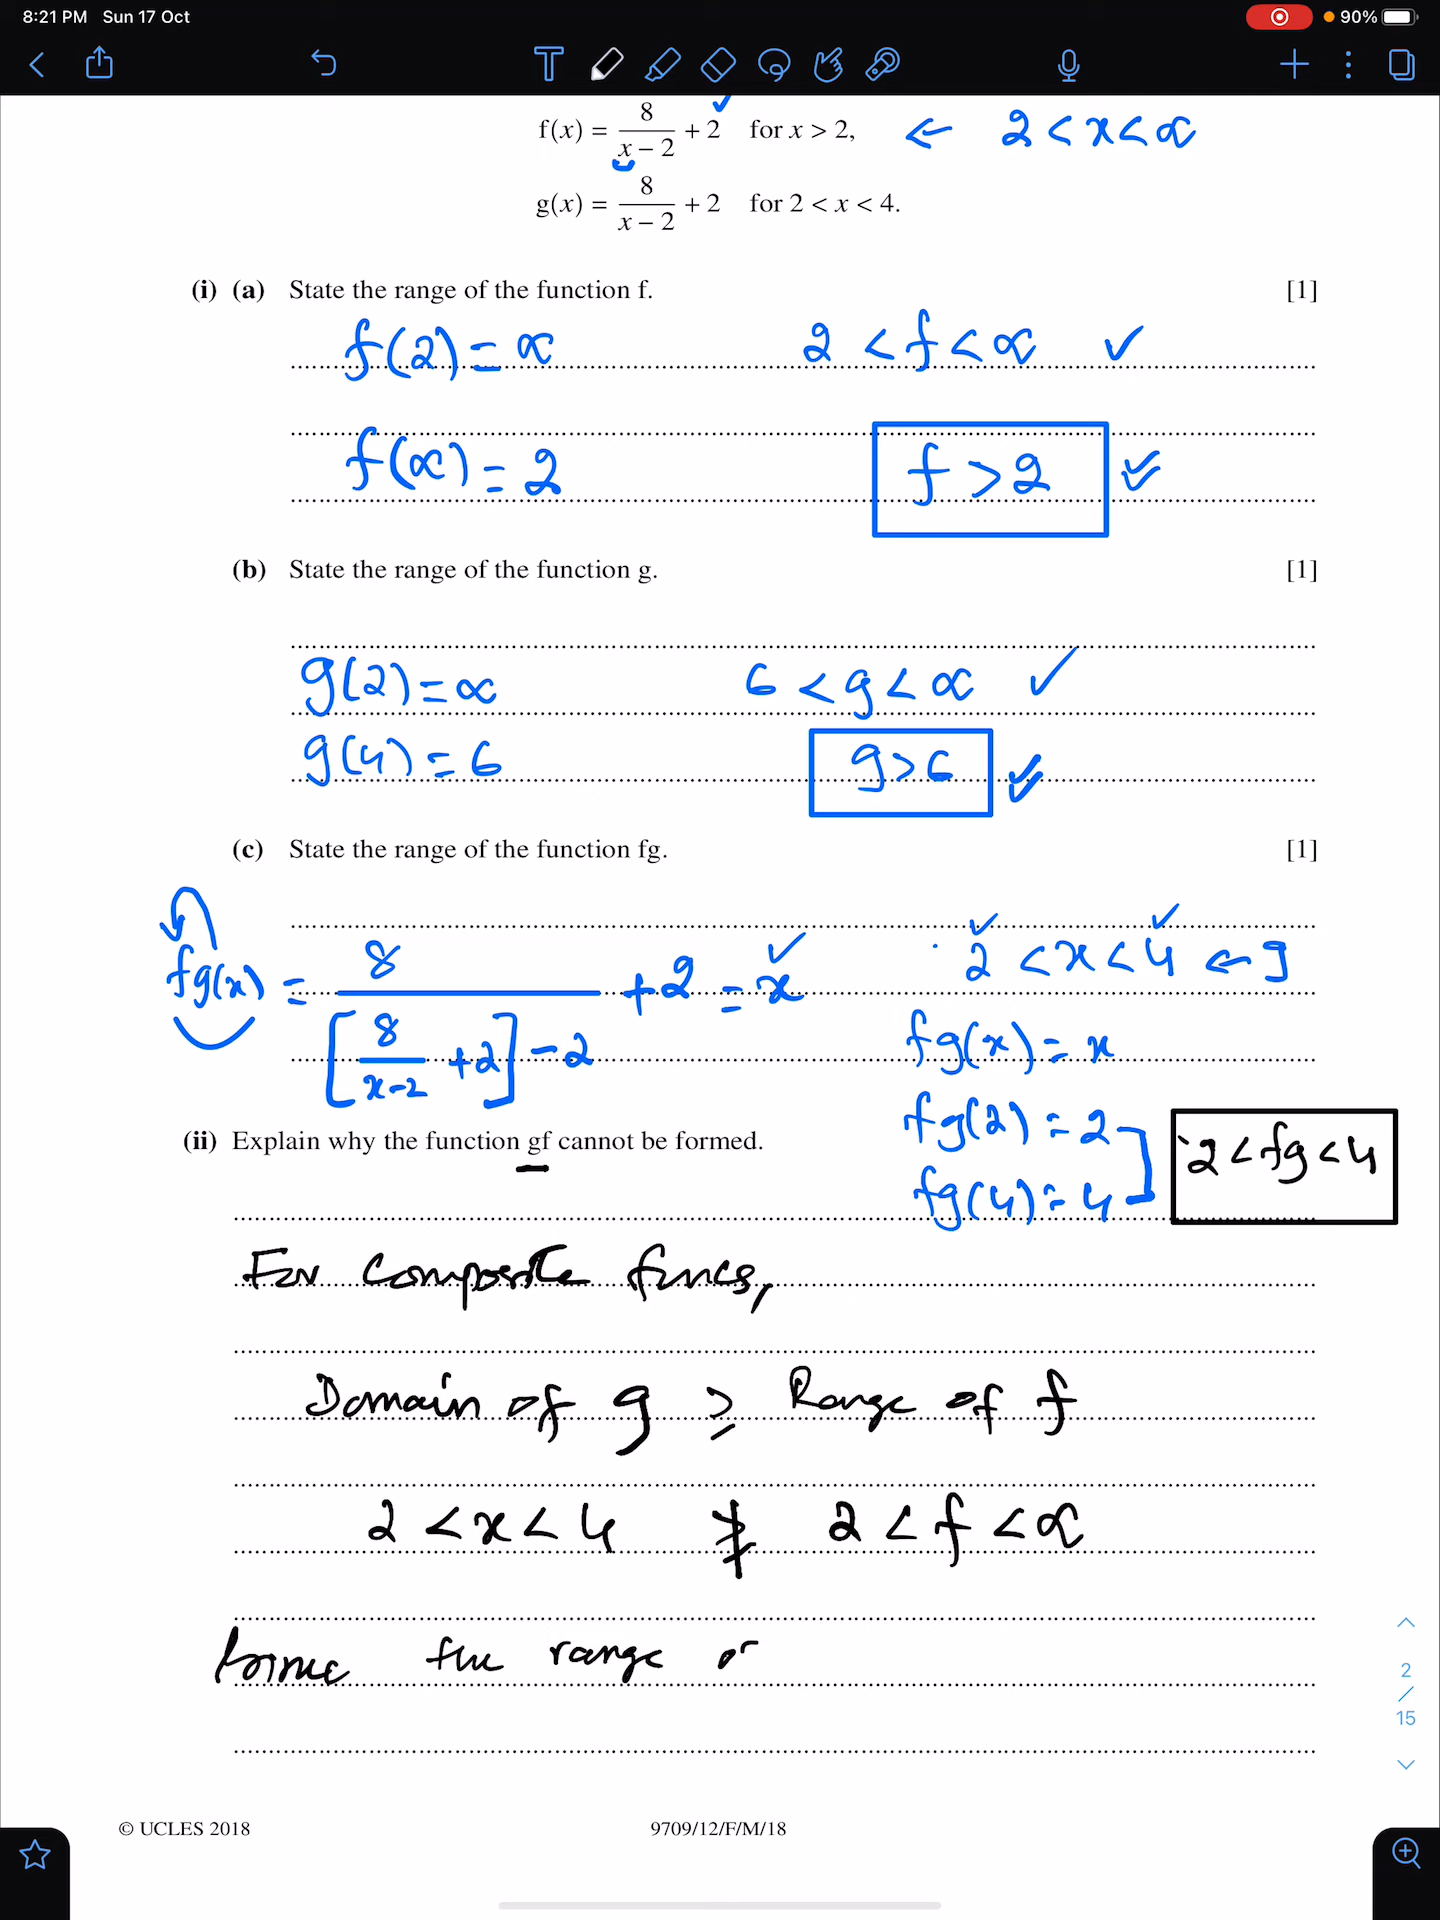 8:21 PM Sun 17 Oct
90%
f(x) = 8/(x − 2) + 2 for x > 2, ← 2 < x < ∝
g(x) = 8/(x − 2) + 2 for 2 < x < 4.
(i) (a) State the range of the function f. [1]
f(2) = ∝ 2 < f < ∝ ✓
f(∝) = 2 f > 2 ✓
(b) State the range of the function g. [1]
g(2) = ∝ 6 < g < ∝ ✓
g(4) = 6 g > 6 ✓
(c) State the range of the function fg. [1]
fg(x) = 8/([8/(x-2) + 2] - 2) + 2 = x
2 < x < 4 ← g
fg(x) = x
fg(2) = 2
fg(4) = 4
2 < fg < 4
(ii) Explain why the function gf cannot be formed.
For composite funcs,
Domain of g ≥ Range of f
2 < x < 4 ≱ 2 < f < ∝
the range
2
/
15
© UCLES 2018
9709/12/F/M/18